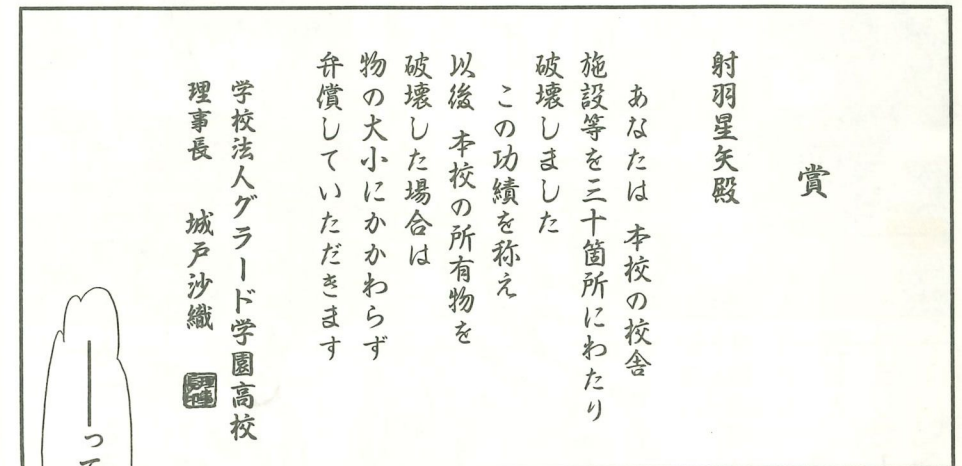 賞
射羽星矢殿
あなたは 本校の校舎
施設等を三十箇所にわたり
破壊しました
この功績を称え
以後 本校の所有物を
破壊した場合は
物の大小にかかわらず
弁償していただきます
学校法人グラード学園高校
理事長 城戸沙織
理事長印
──って